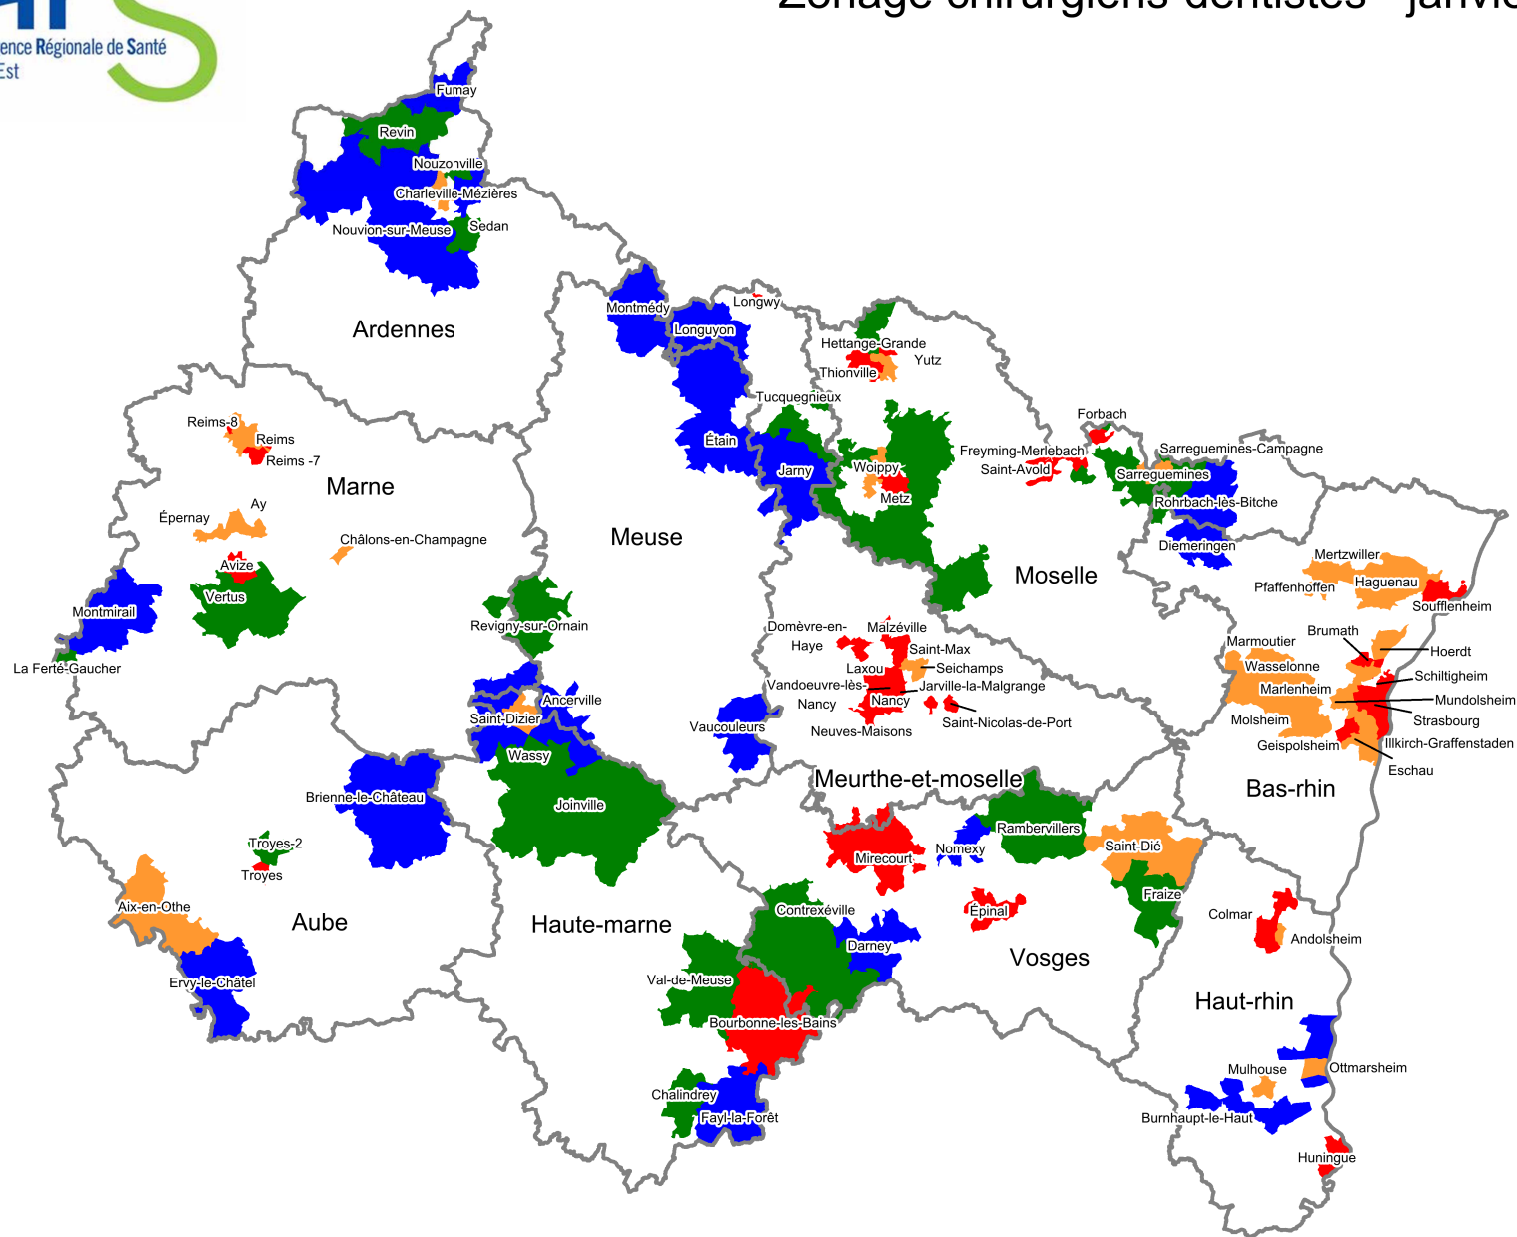 Zonage chirurgiens-dentistes - janvie
ence Régionale de Santé
Est
Fumay
Revin
Nouzonville
Charleville-Mézières
Nouvion-sur-Meuse
Sedan
Ardennes
Montmédy
Longuyon
Longwy
Hettange-Grande
Yutz
Thionville
Tucquegnieux
Étain
Jarny
Woippy
Metz
Freyming-Merlebach
Saint-Avold
Forbach
Sarreguemines-Campagne
Sarreguemines
Rohrbach-lès-Bitche
Diemeringen
Reims-8
Reims
Reims -7
Marne
Ay
Épernay
Châlons-en-Champagne
Avize
Vertus
Montmirail
La Ferté-Gaucher
Meuse
Moselle
Revigny-sur-Ornain
Ancerville
Saint-Dizier
Wassy
Joinville
Vaucouleurs
Domèvre-en-
Haye
Malzéville
Saint-Max
Laxou
Seichamps
Vandoeuvre-lès-
Nancy
Jarville-la-Malgrange
Nancy
Saint-Nicolas-de-Port
Neuves-Maisons
Meurthe-et-moselle
Mertzwiller
Pfaffenhoffen
Haguenau
Soufflenheim
Brumath
Hoerdt
Marmoutier
Wasselonne
Schiltigheim
Marlenheim
Mundolsheim
Molsheim
Strasbourg
Geispolsheim
Illkirch-Graffenstaden
Eschau
Bas-rhin
Brienne-le-Château
Troyes-2
Troyes
Aix-en-Othe
Aube
Ervy-le-Châtel
Haute-marne
Mirecourt
Nomexy
Rambervillers
Saint-Dié
Fraize
Épinal
Contrexéville
Darney
Vosges
Val-de-Meuse
Bourbonne-les-Bains
Chalindrey
Fayl-la-Forêt
Colmar
Andolsheim
Haut-rhin
Mulhouse
Ottmarsheim
Burnhaupt-le-Haut
Huningue